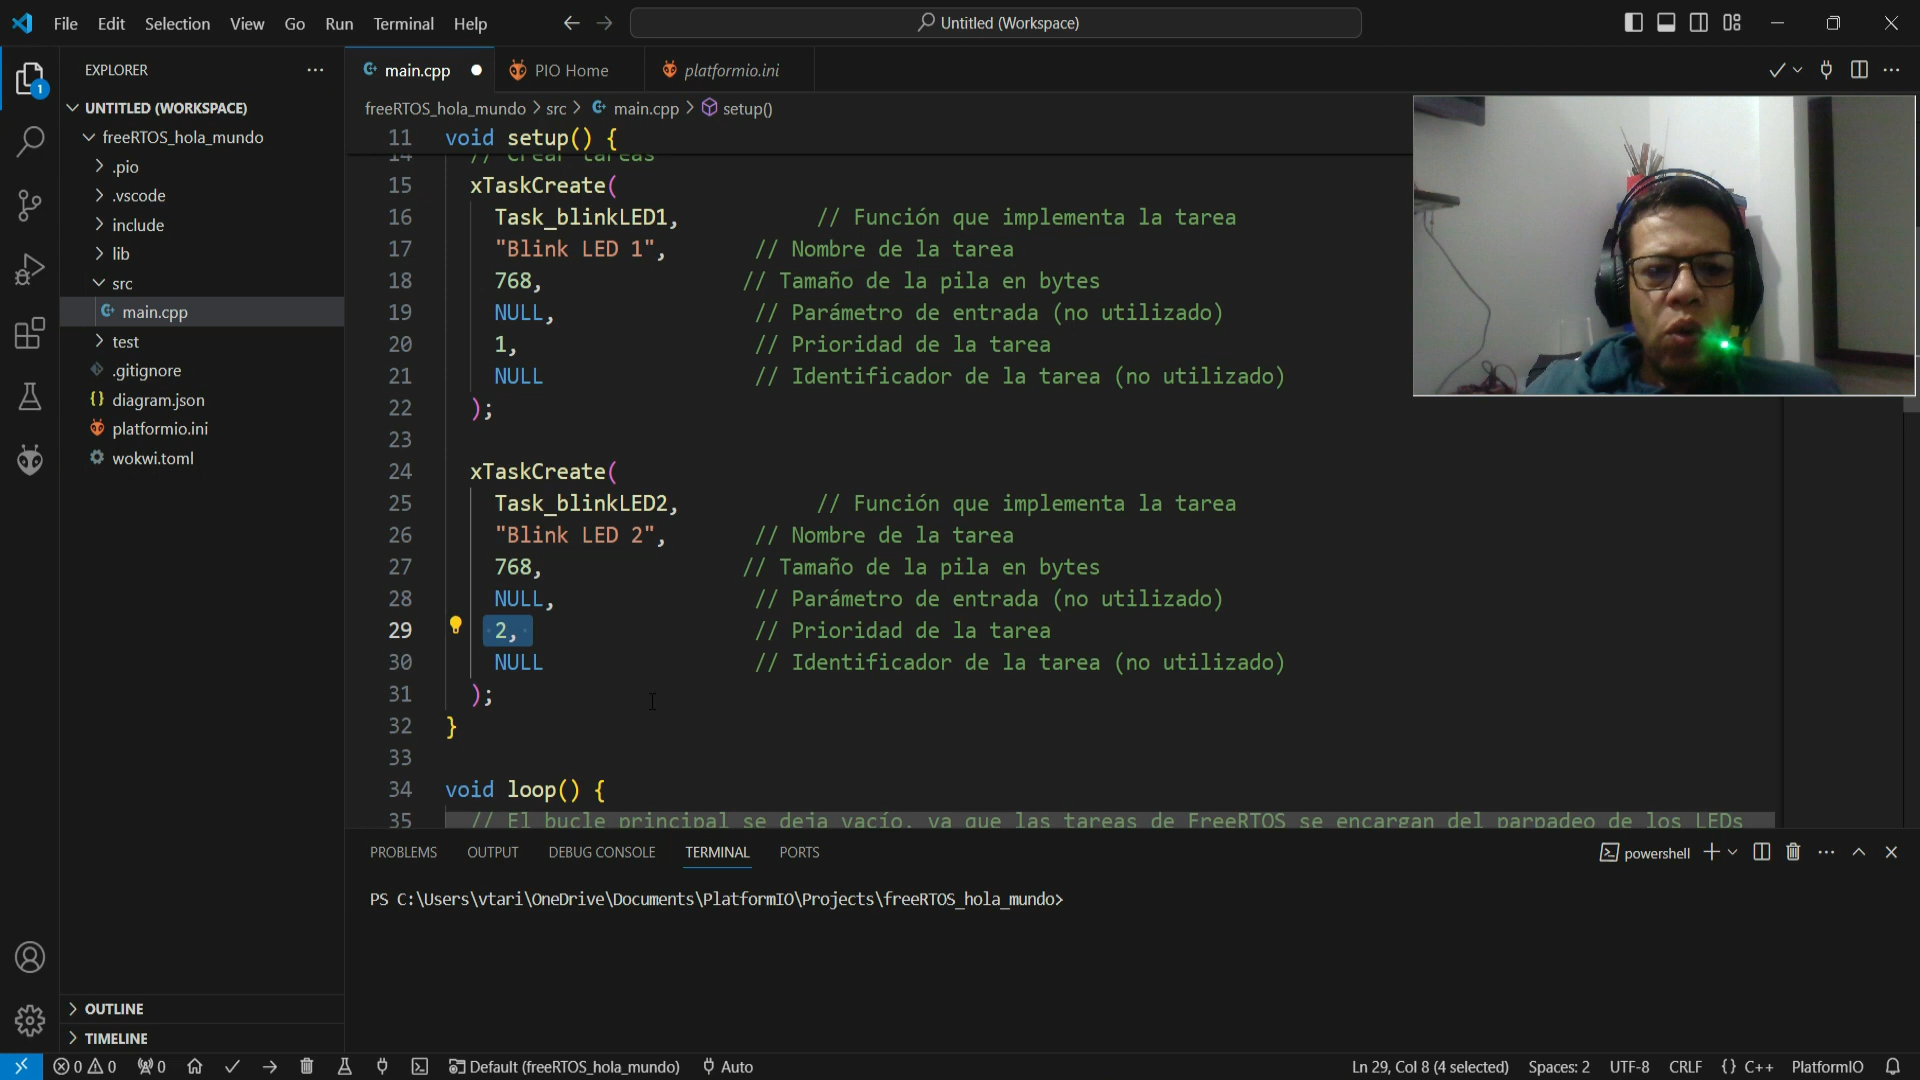 File Edit Selection View Go Run Terminal Help
Untitled (Workspace)
EXPLORER
1
UNTITLED (WORKSPACE)
freeRTOS_hola_mundo
.pio
.vscode
include
lib
src
main.cpp
test
.gitignore
diagram.json
platformio.ini
wokwi.toml
OUTLINE
TIMELINE
main.cpp PIO Home platformio.ini
freeRTOS_hola_mundo > src > main.cpp > setup()
11 void setup() {
14 // Crear tareas
15 xTaskCreate(
16 Task_blinkLED1, // Función que implementa la tarea
17 "Blink LED 1", // Nombre de la tarea
18 768, // Tamaño de la pila en bytes
19 NULL, // Parámetro de entrada (no utilizado)
20 1, // Prioridad de la tarea
21 NULL // Identificador de la tarea (no utilizado)
22 );
23
24 xTaskCreate(
25 Task_blinkLED2, // Función que implementa la tarea
26 "Blink LED 2", // Nombre de la tarea
27 768, // Tamaño de la pila en bytes
28 NULL, // Parámetro de entrada (no utilizado)
29 2, // Prioridad de la tarea
30 NULL // Identificador de la tarea (no utilizado)
31 );
32 }
33
34 void loop() {
35 // El bucle principal se deja vacío, ya que las tareas de FreeRTOS se encargan del parpadeo de los LEDs
PROBLEMS OUTPUT DEBUG CONSOLE TERMINAL PORTS
powershell
PS C:\Users\vtari\OneDrive\Documents\PlatformIO\Projects\freeRTOS_hola_mundo>
0 0 0 Default (freeRTOS_hola_mundo) Auto
Ln 29, Col 8 (4 selected) Spaces: 2 UTF-8 CRLF {} C++ PlatformIO